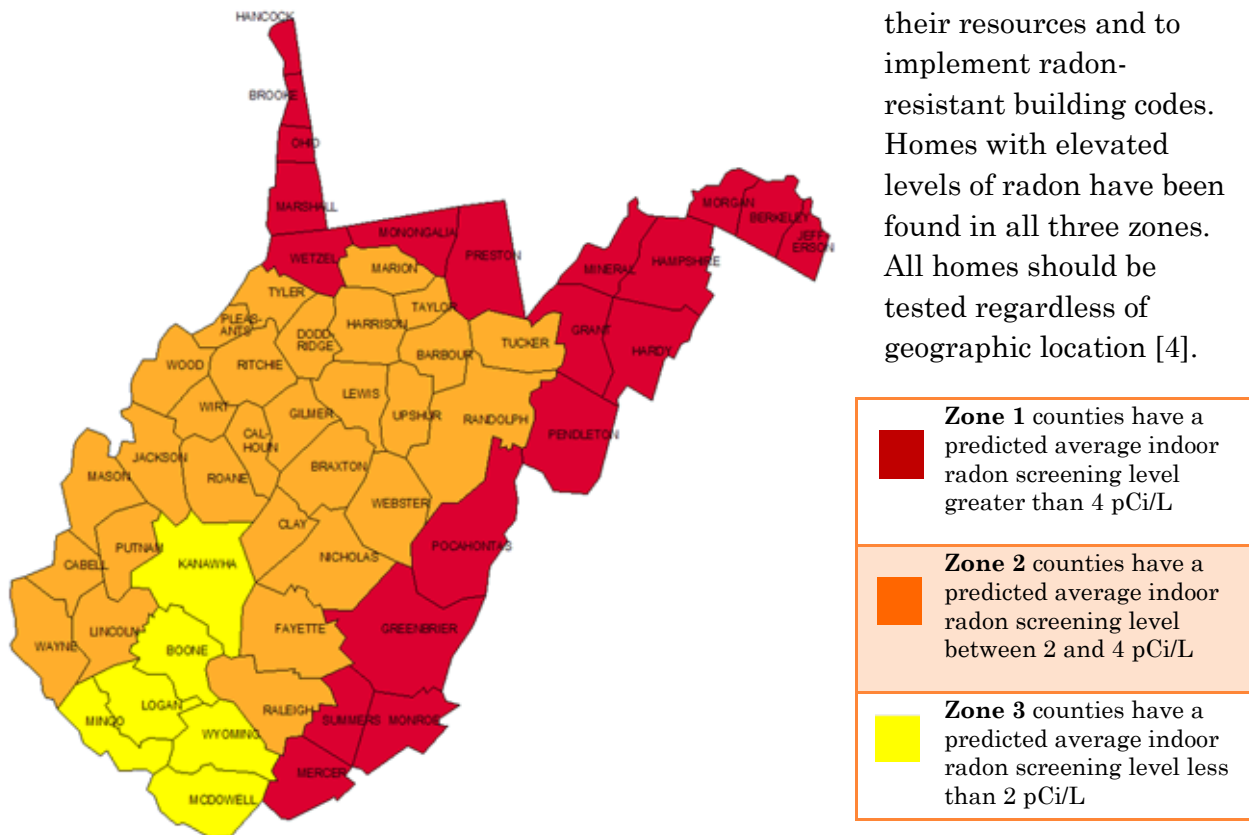 their resources and to
implement radon-
resistant building codes.
Homes with elevated
levels of radon have been
found in all three zones.
All homes should be
tested regardless of
geographic location [4].
HANCOCK
BROOKE
OHIO
MARSHALL
WETZEL
MONONGALIA
PRESTON
MORGAN
BERKELEY
JEFF
ERSON
MINERAL
HAMPSHIRE
MARION
TYLER
PLEAS-
ANTS
DODD
RIDGE
HARRISON
TAYLOR
GRANT
HARDY
WOOD
RITCHIE
BARBOUR
TUCKER
WIRT
LEWIS
GILMER
UPSHUR
RANDOLPH
PENDLETON
CAL-
HOUN
JACKSON
ROANE
BRAXTON
MASON
WEBSTER
CLAY
PUTNAM
POCAHONTAS
CABELL
KANAWHA
NICHOLAS
LINCOLN
WAYNE
BOONE
FAYETTE
GREENBRIER
LOGAN
MINGO
RALEIGH
SUMMERS
MONROE
WYOMING
MERCER
MCDOWELL
Zone 1 counties have a
predicted average indoor
radon screening level
greater than 4 pCi/L
Zone 2 counties have a
predicted average indoor
radon screening level
between 2 and 4 pCi/L
Zone 3 counties have a
predicted average indoor
radon screening level less
than 2 pCi/L